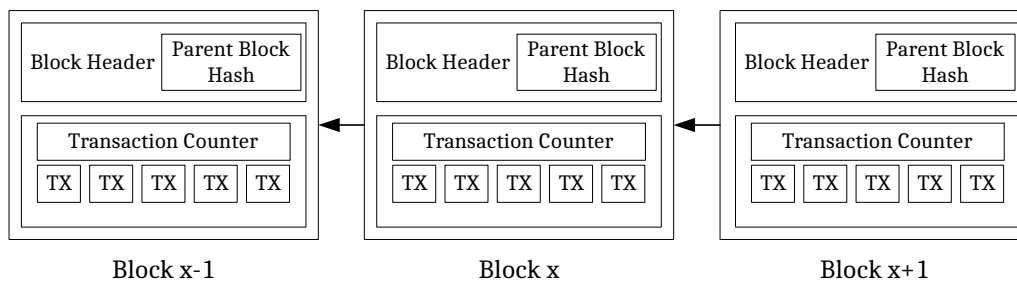 Block Header
Parent Block
Hash
Transaction Counter
TX TX TX TX TX
Block x-1
Block Header
Parent Block
Hash
Transaction Counter
TX TX TX TX TX
Block x
Block Header
Parent Block
Hash
Transaction Counter
TX TX TX TX TX
Block x+1